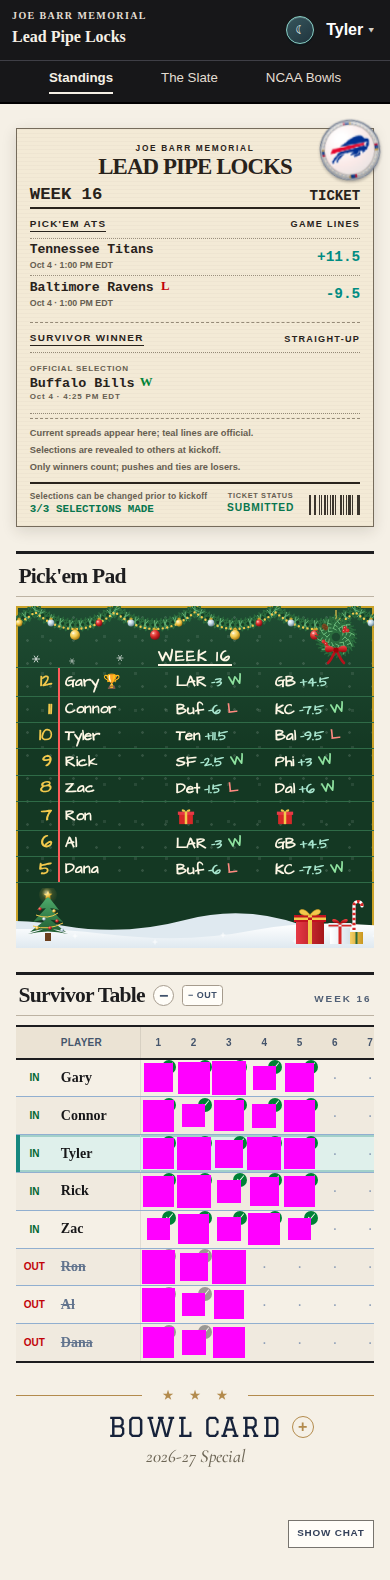 JOE BARR MEMORIAL
Lead Pipe Locks
Tyler
Standings The Slate NCAA Bowls
JOE BARR MEMORIAL
LEAD PIPE LOCKS
WEEK 16 TICKET
PICK'EM ATS GAME LINES
Tennessee Titans +11.5
Oct 4 · 1:00 PM EDT
Baltimore Ravens L -9.5
Oct 4 · 1:00 PM EDT
SURVIVOR WINNER STRAIGHT-UP
OFFICIAL SELECTION
Buffalo Bills W
Oct 4 · 4:25 PM EDT
Current spreads appear here; teal lines are official.
Selections are revealed to others at kickoff.
Only winners count; pushes and ties are losers.
Selections can be changed prior to kickoff TICKET STATUS
3/3 SELECTIONS MADE SUBMITTED
Pick'em Pad
WEEK 16
12 Gary 🏆 LAR -3 W GB +4.5
11 Connor Buf -6 L KC -7.5 W
10 Tyler Ten +11.5 Bal -9.5 L
9 Rick SF -2.5 W Phi +3 W
8 Zac Det -1.5 L Dal +6 W
7 Ron 🎁 🎁
6 Al LAR -3 W GB +4.5
5 Dana Buf -6 L KC -7.5 W
Survivor Table − − OUT WEEK 16
PLAYER 1 2 3 4 5 6 7
IN Gary · ·
IN Connor · ·
IN Tyler · ·
IN Rick · ·
IN Zac · ·
OUT Ron · · · ·
OUT Al · · · ·
OUT Dana · · · ·
★ ★ ★
BOWL CARD +
2026-27 Special
SHOW CHAT